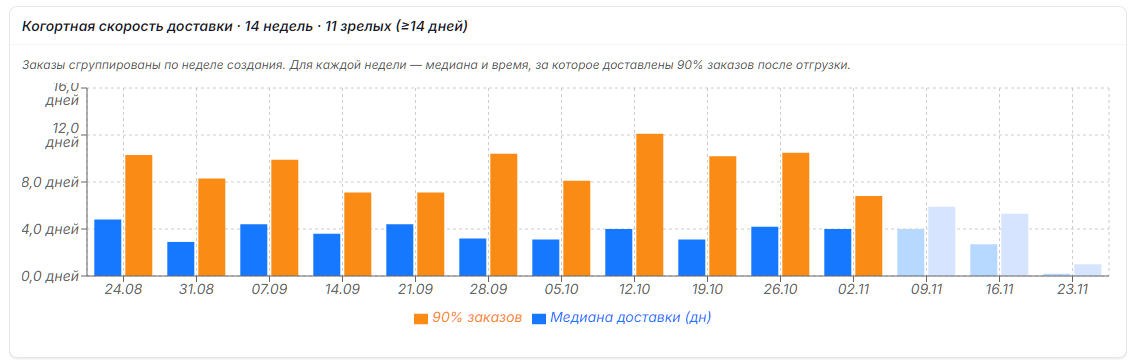 Когортная скорость доставки · 14 недель · 11 зрелых (≥14 дней)
Заказы сгруппированы по неделе создания. Для каждой недели — медиана и время, за которое доставлены 90% заказов после отгрузки.
16,0
дней
12,0
дней
8,0 дней
4,0 дней
0,0 дней
24.08 31.08 07.09 14.09 21.09 28.09 05.10 12.10 19.10 26.10 02.11 09.11 16.11 23.11
90% заказов Медиана доставки (дн)